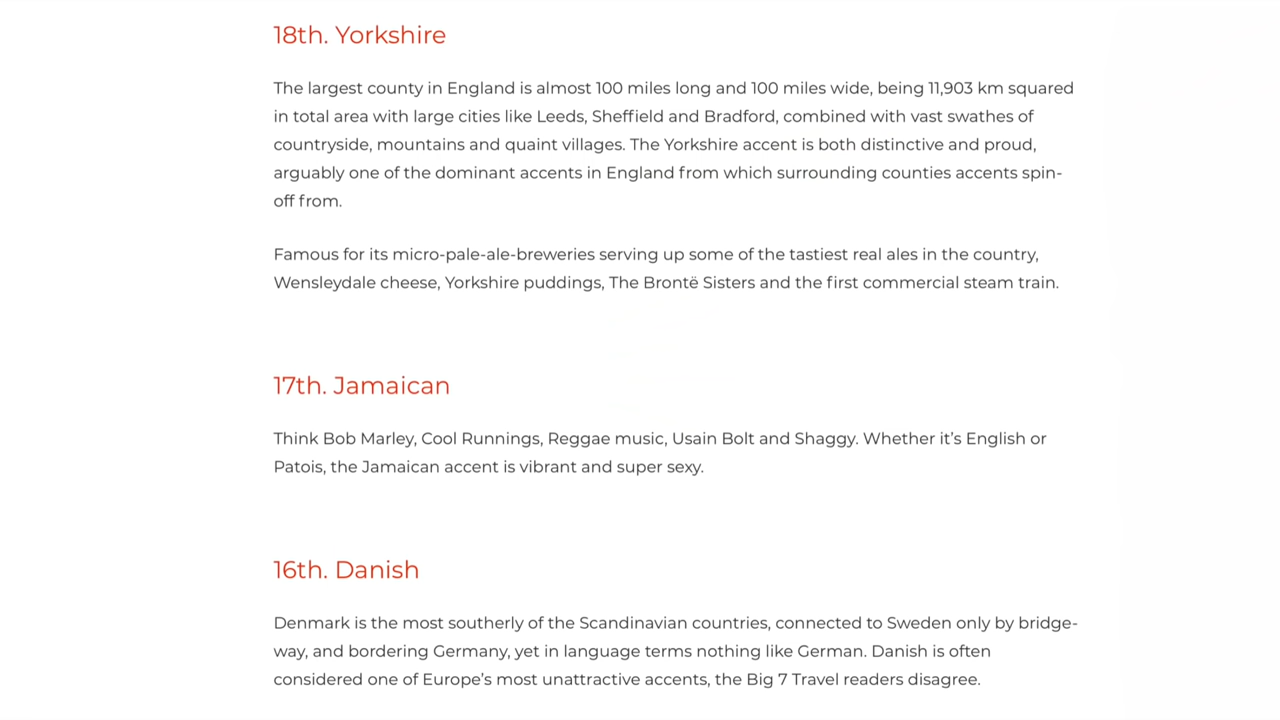 18th. Yorkshire
The largest county in England is almost 100 miles long and 100 miles wide, being 11,903 km squared
in total area with large cities like Leeds, Sheffield and Bradford, combined with vast swathes of
countryside, mountains and quaint villages. The Yorkshire accent is both distinctive and proud,
arguably one of the dominant accents in England from which surrounding counties accents spin-
off from.
Famous for its micro-pale-ale-breweries serving up some of the tastiest real ales in the country,
Wensleydale cheese, Yorkshire puddings, The Brontë Sisters and the first commercial steam train.
17th. Jamaican
Think Bob Marley, Cool Runnings, Reggae music, Usain Bolt and Shaggy. Whether it’s English or
Patois, the Jamaican accent is vibrant and super sexy.
16th. Danish
Denmark is the most southerly of the Scandinavian countries, connected to Sweden only by bridge-
way, and bordering Germany, yet in language terms nothing like German. Danish is often
considered one of Europe’s most unattractive accents, the Big 7 Travel readers disagree.